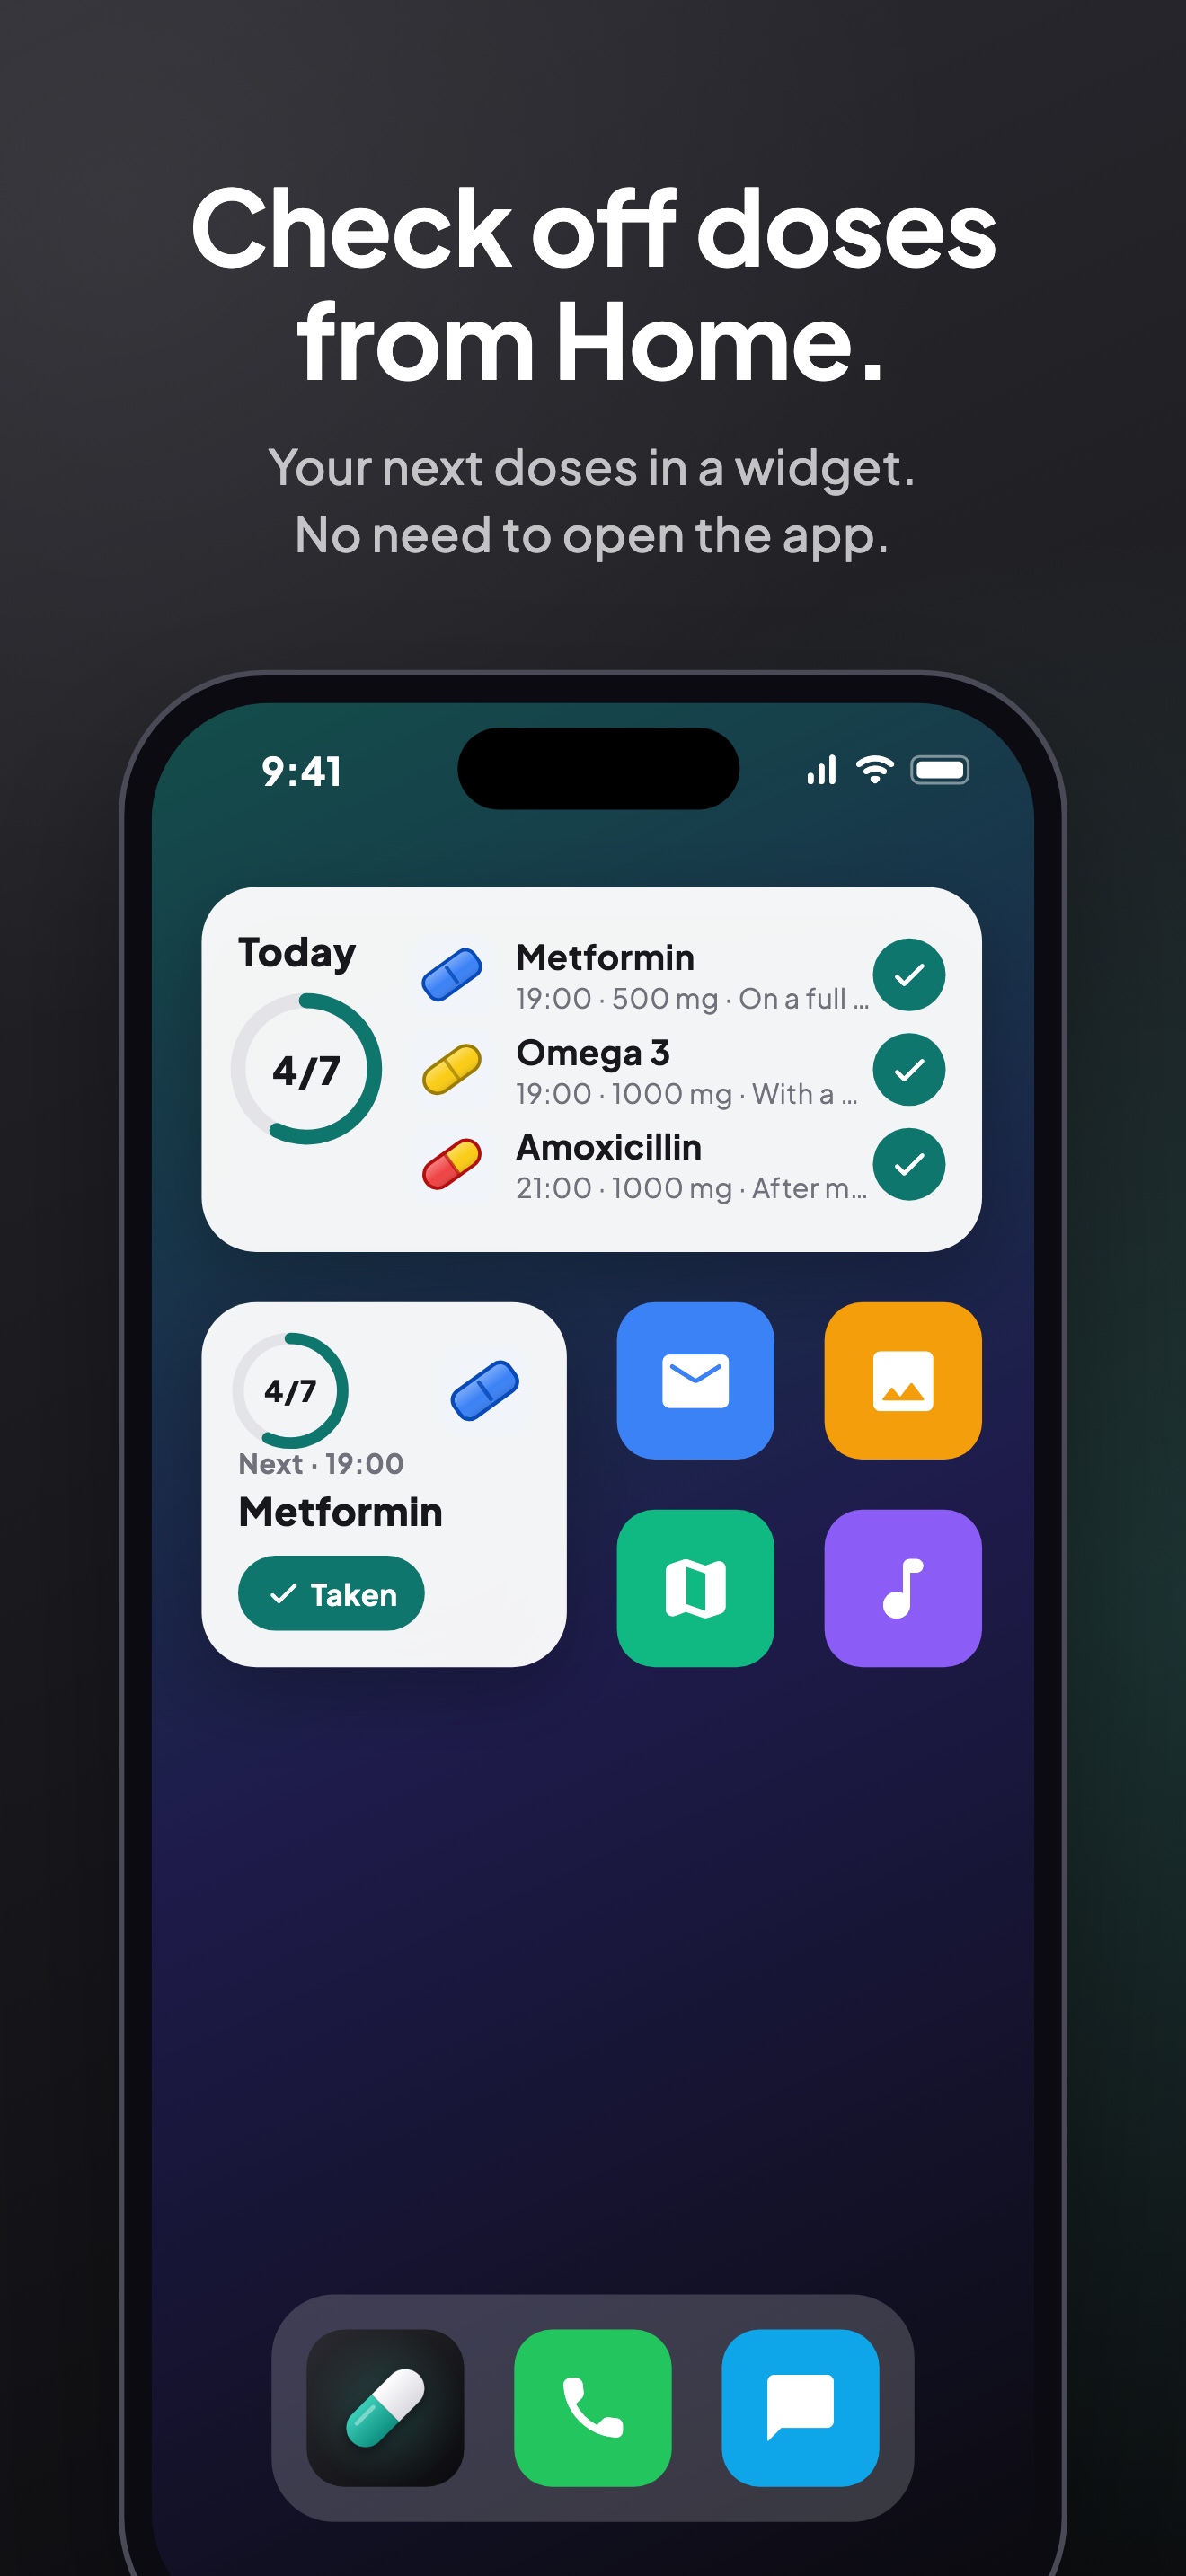 Check off doses
from Home.
Your next doses in a widget.
No need to open the app.
9:41
Today
4/7
Metformin
19:00 · 500 mg · On a full ...
Omega 3
19:00 · 1000 mg · With a ...
Amoxicillin
21:00 · 1000 mg · After m...
4/7
Next · 19:00
Metformin
Taken